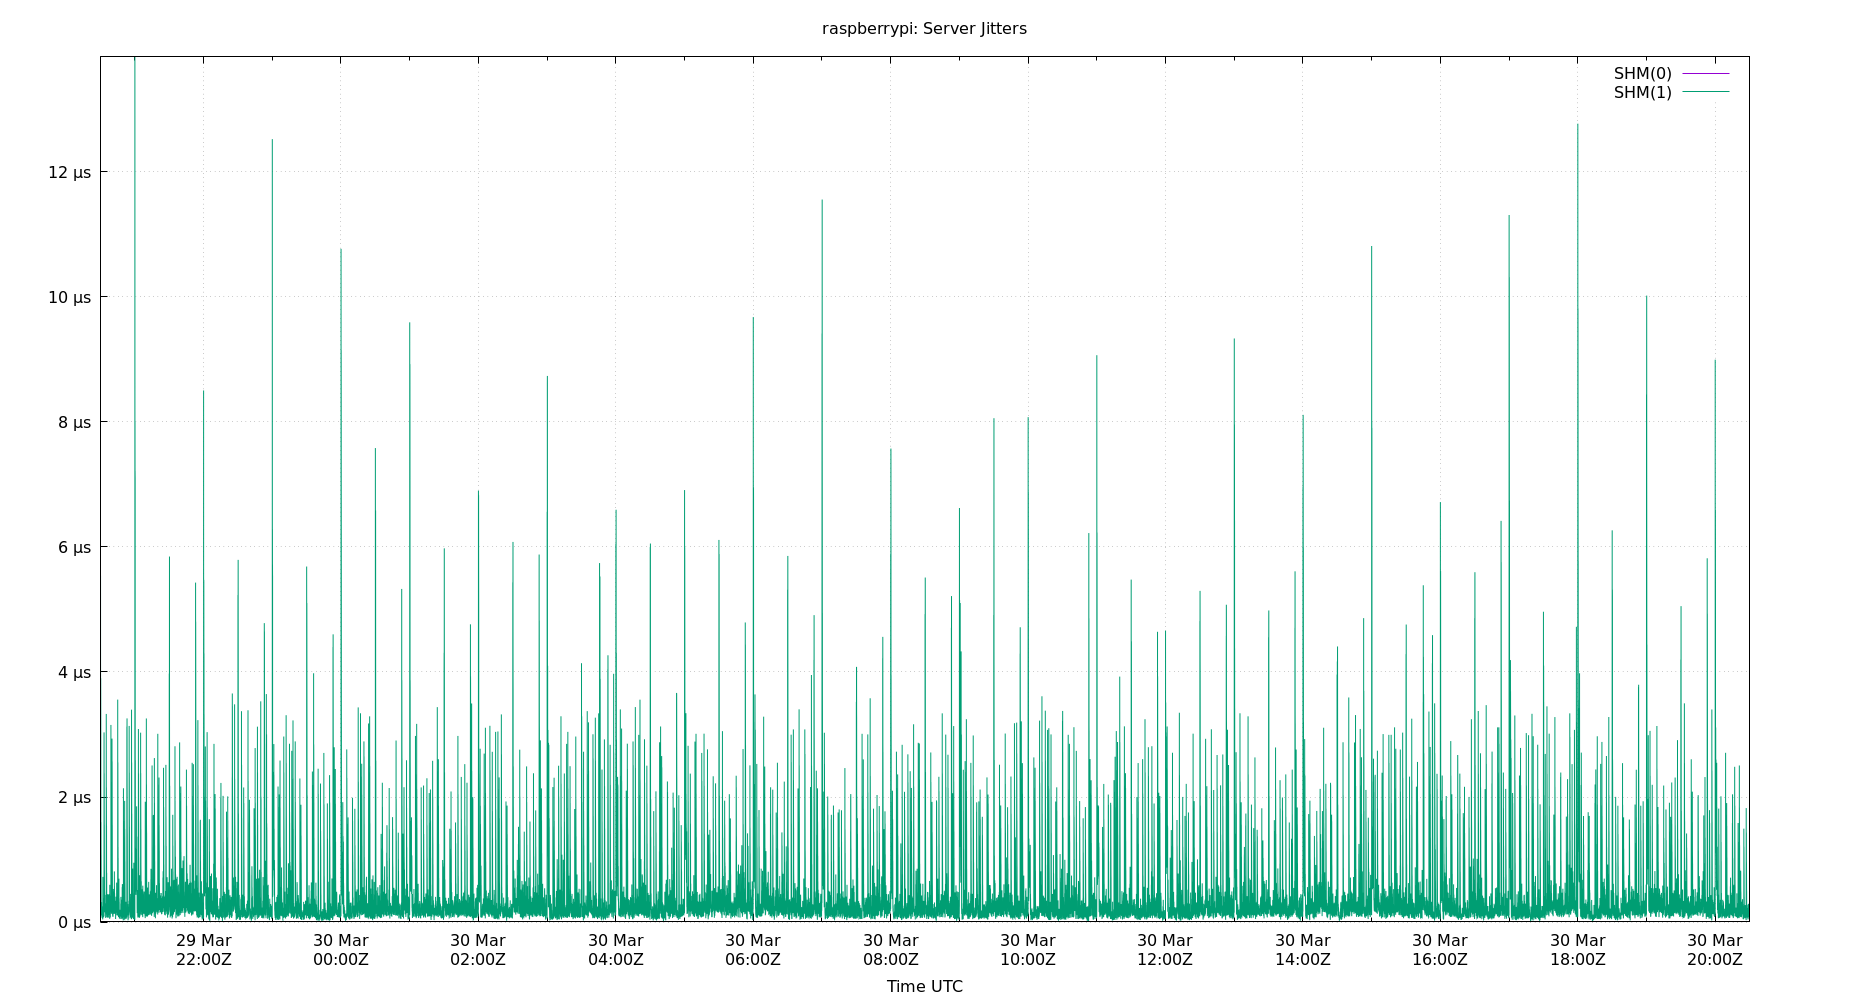 raspberrypi: Server Jitters
SHM(0)
SHM(1)
12 µs
10 µs
8 µs
6 µs
4 µs
2 µs
0 µs
29 Mar
22:00Z
30 Mar
00:00Z
30 Mar
02:00Z
30 Mar
04:00Z
30 Mar
06:00Z
30 Mar
08:00Z
30 Mar
10:00Z
30 Mar
12:00Z
30 Mar
14:00Z
30 Mar
16:00Z
30 Mar
18:00Z
30 Mar
20:00Z
Time UTC